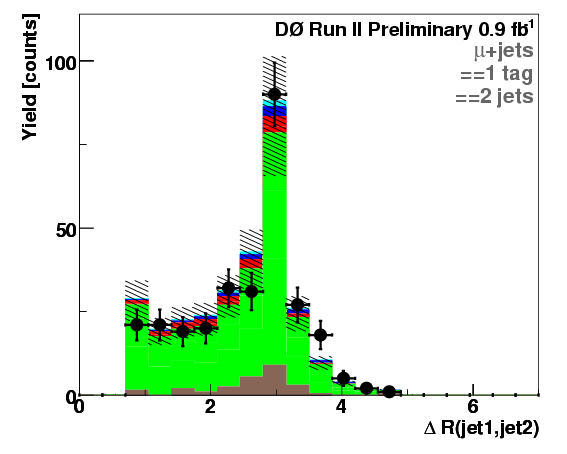 DØ Run II Preliminary 0.9 fb-1
μ+jets
==1 tag
==2 jets
Yield [counts]
100
50
0
0 2 4 6
Δ R(jet1,jet2)